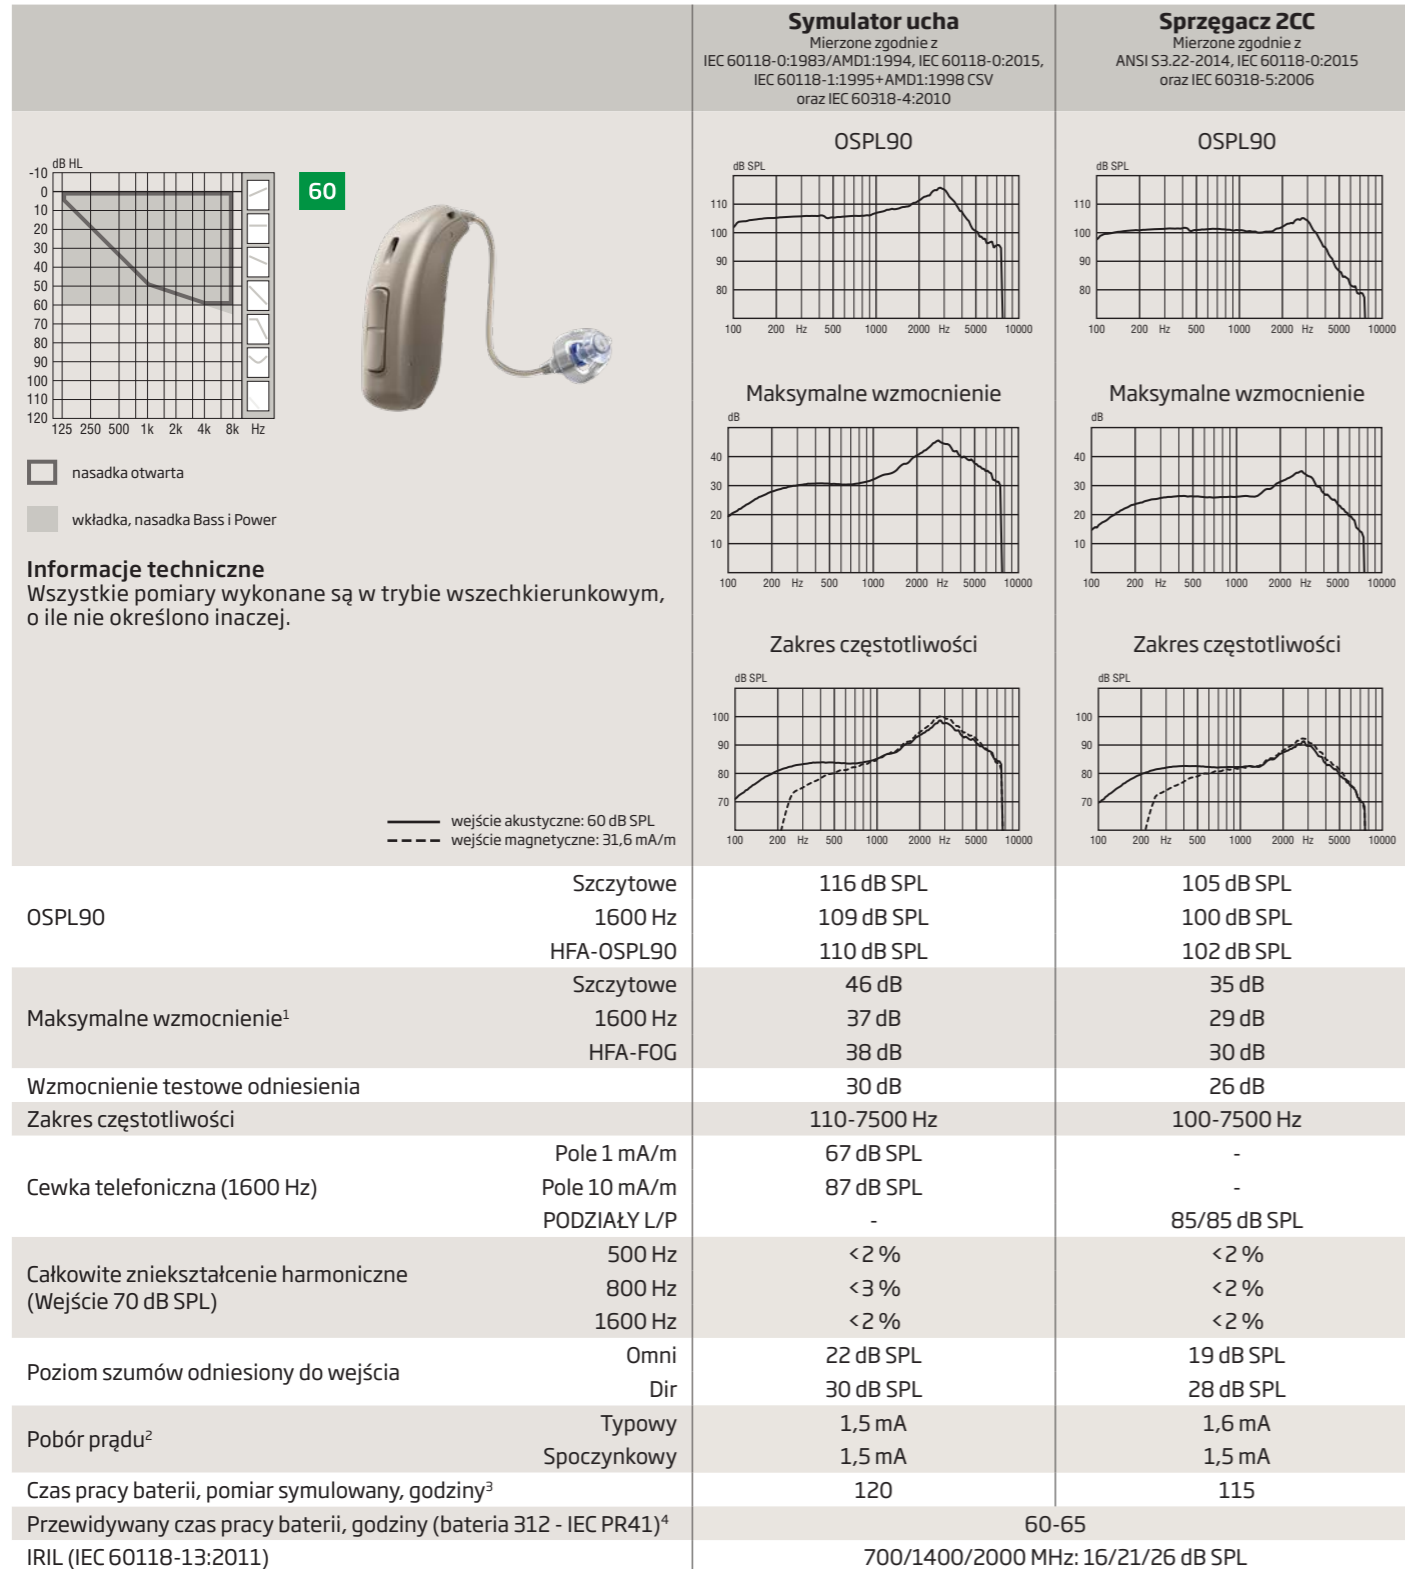 Symulator ucha
Mierzone zgodnie z
IEC 60118-0:1983/AMD1:1994, IEC 60118-0:2015,
IEC 60118-1:1995+AMD1:1998 CSV
oraz IEC 60318-4:2010
Sprzęgacz 2CC
Mierzone zgodnie z
ANSI S3.22-2014, IEC 60118-0:2015
oraz IEC 60318-5:2006
dB HL
-10
0
10
20
30
40
50
60
70
80
90
100
110
120
125 250 500 1k 2k 4k 8k Hz
60
nasadka otwarta
wkładka, nasadka Bass i Power
Informacje techniczne
Wszystkie pomiary wykonane są w trybie wszechkierunkowym,
o ile nie określono inaczej.
wejście akustyczne: 60 dB SPL
wejście magnetyczne: 31,6 mA/m
OSPL90
dB SPL
110
100
90
80
100 200 Hz 500 1000 2000 Hz 5000 10000
OSPL90
dB SPL
110
100
90
80
100 200 Hz 500 1000 2000 Hz 5000 10000
Maksymalne wzmocnienie
dB
40
30
20
10
100 200 Hz 500 1000 2000 Hz 5000 10000
Maksymalne wzmocnienie
dB
40
30
20
10
100 200 Hz 500 1000 2000 Hz 5000 10000
Zakres częstotliwości
dB SPL
100
90
80
70
100 200 Hz 500 1000 2000 Hz 5000 10000
Zakres częstotliwości
dB SPL
100
90
80
70
100 200 Hz 500 1000 2000 Hz 5000 10000
OSPL90
Szczytowe 116 dB SPL 105 dB SPL
1600 Hz 109 dB SPL 100 dB SPL
HFA-OSPL90 110 dB SPL 102 dB SPL
Maksymalne wzmocnienie1
Szczytowe 46 dB 35 dB
1600 Hz 37 dB 29 dB
HFA-FOG 38 dB 30 dB
Wzmocnienie testowe odniesienia 30 dB 26 dB
Zakres częstotliwości 110-7500 Hz 100-7500 Hz
Cewka telefoniczna (1600 Hz)
Pole 1 mA/m 67 dB SPL -
Pole 10 mA/m 87 dB SPL -
PODZIAŁY L/P - 85/85 dB SPL
Całkowite zniekształcenie harmoniczne
(Wejście 70 dB SPL)
500 Hz <2 % <2 %
800 Hz <3 % <2 %
1600 Hz <2 % <2 %
Poziom szumów odniesiony do wejścia
Omni 22 dB SPL 19 dB SPL
Dir 30 dB SPL 28 dB SPL
Pobór prądu2
Typowy 1,5 mA 1,6 mA
Spoczynkowy 1,5 mA 1,5 mA
Czas pracy baterii, pomiar symulowany, godziny3 120 115
Przewidywany czas pracy baterii, godziny (bateria 312 - IEC PR41)4 60-65
IRIL (IEC 60118-13:2011) 700/1400/2000 MHz: 16/21/26 dB SPL